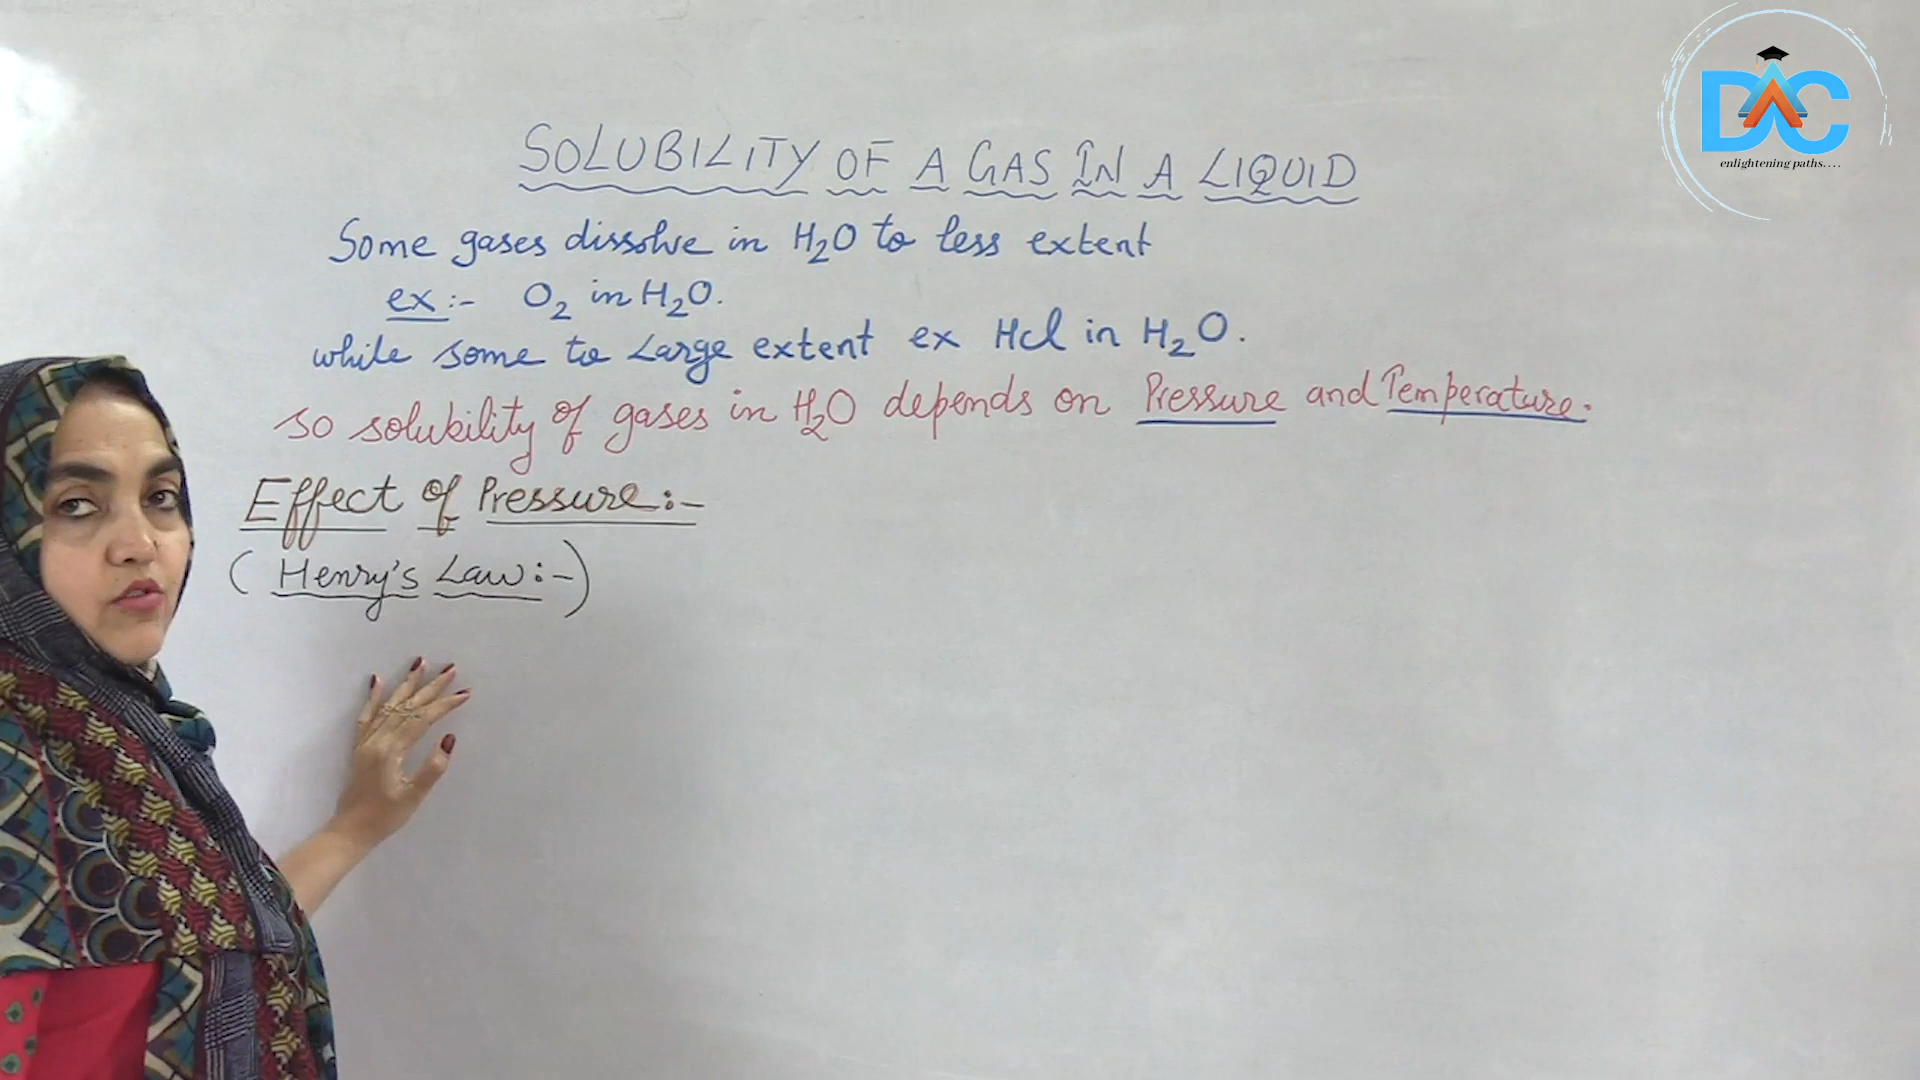 SOLUBILITY OF A GAS IN A LIQUID
Some gases dissolve in H2O to less extent
ex:- O2 in H2O.
while some to Large extent ex Hcl in H2O.
so solubility of gases in H2O depends on Pressure and Temperature.
Effect of Pressure:-
(Henry's Law:-)
DAC
enlightening paths....